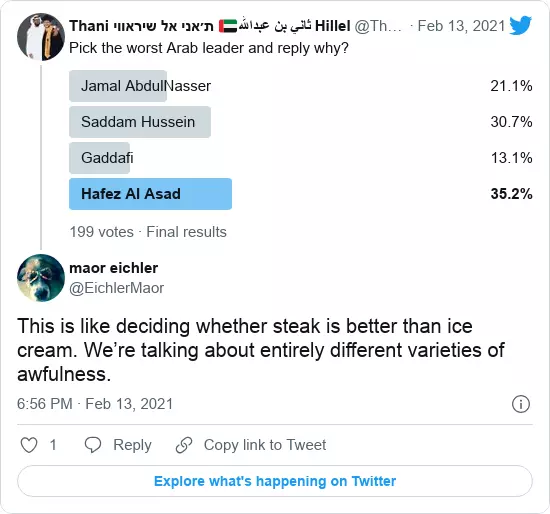 Thani ת׳אני אל שיראווי 🇦🇪ثاني بن عبدالله Hillel @Th… · Feb 13, 2021
Pick the worst Arab leader and reply why?
Jamal AbdulNasser 21.1%
Saddam Hussein 30.7%
Gaddafi 13.1%
Hafez Al Asad 35.2%
199 votes · Final results
maor eichler
@EichlerMaor
This is like deciding whether steak is better than ice
cream. We’re talking about entirely different varieties of
awfulness.
6:56 PM · Feb 13, 2021
1 Reply Copy link to Tweet
Explore what's happening on Twitter